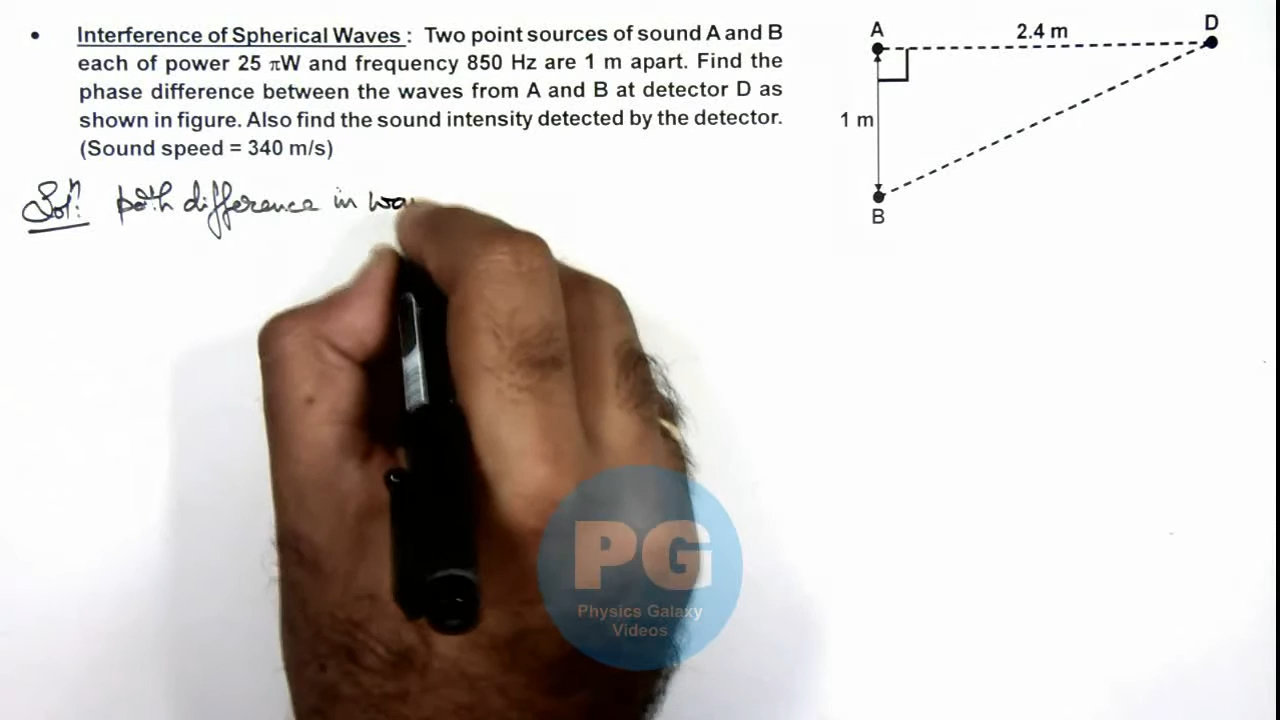 • Interference of Spherical Waves : Two point sources of sound A and B
each of power 25 πW and frequency 850 Hz are 1 m apart. Find the
phase difference between the waves from A and B at detector D as
shown in figure. Also find the sound intensity detected by the detector.
(Sound speed = 340 m/s)
A
2.4 m
D
1 m
B
Solⁿ: path difference in wa
PG
Physics Galaxy
Videos